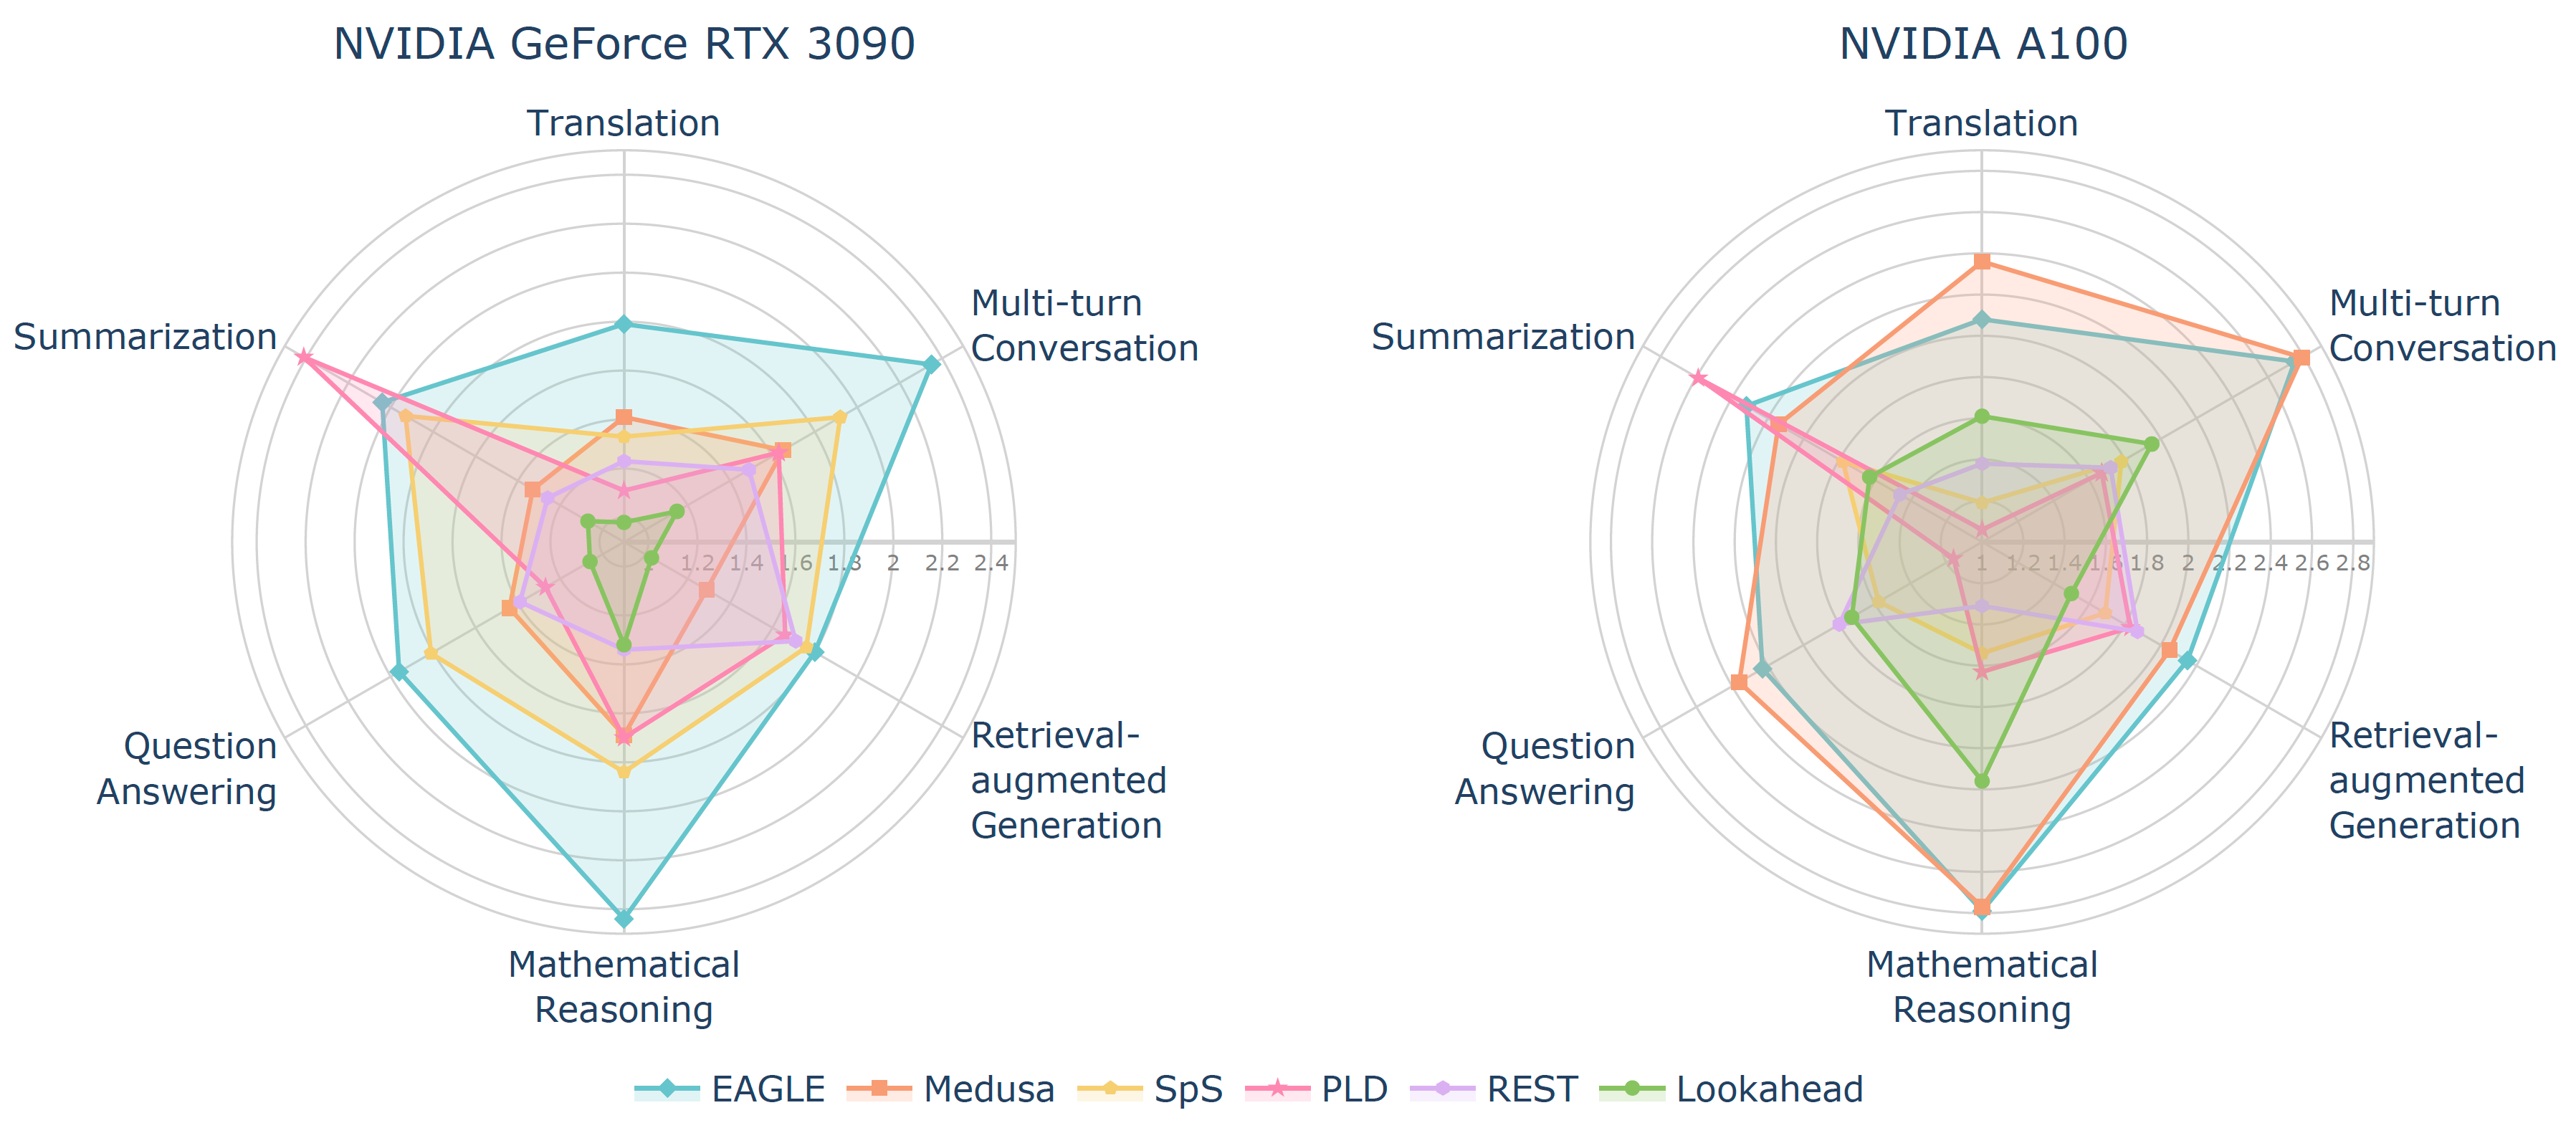 NVIDIA GeForce RTX 3090
Translation
Multi-turn
Conversation
Summarization
1.2 1.4 1.6 1.8 2 2.2 2.4
Question
Answering
Retrieval-
augmented
Generation
Mathematical
Reasoning
NVIDIA A100
Translation
Multi-turn
Conversation
Summarization
1 1.2 1.4 1.6 1.8 2 2.2 2.4 2.6 2.8
Question
Answering
Retrieval-
augmented
Generation
Mathematical
Reasoning
EAGLE Medusa SpS PLD REST Lookahead